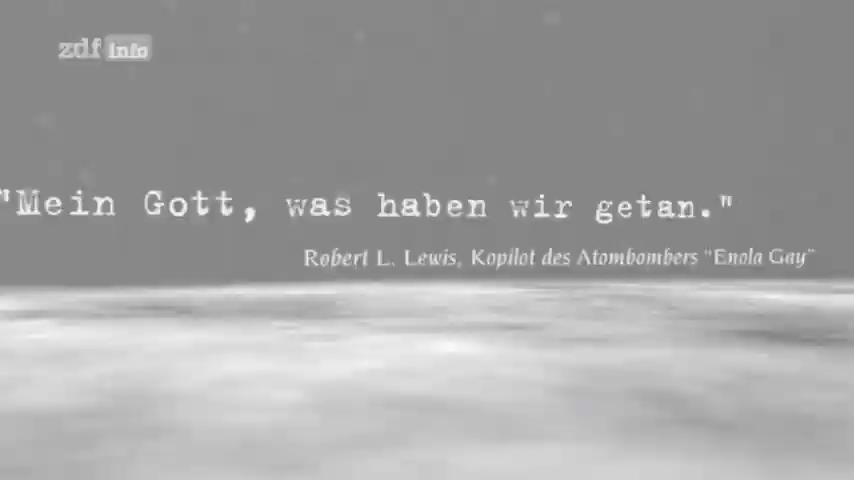 zdf info
"Mein Gott, was haben wir getan."
Robert L. Lewis, Kopilot des Atombombers "Enola Gay"